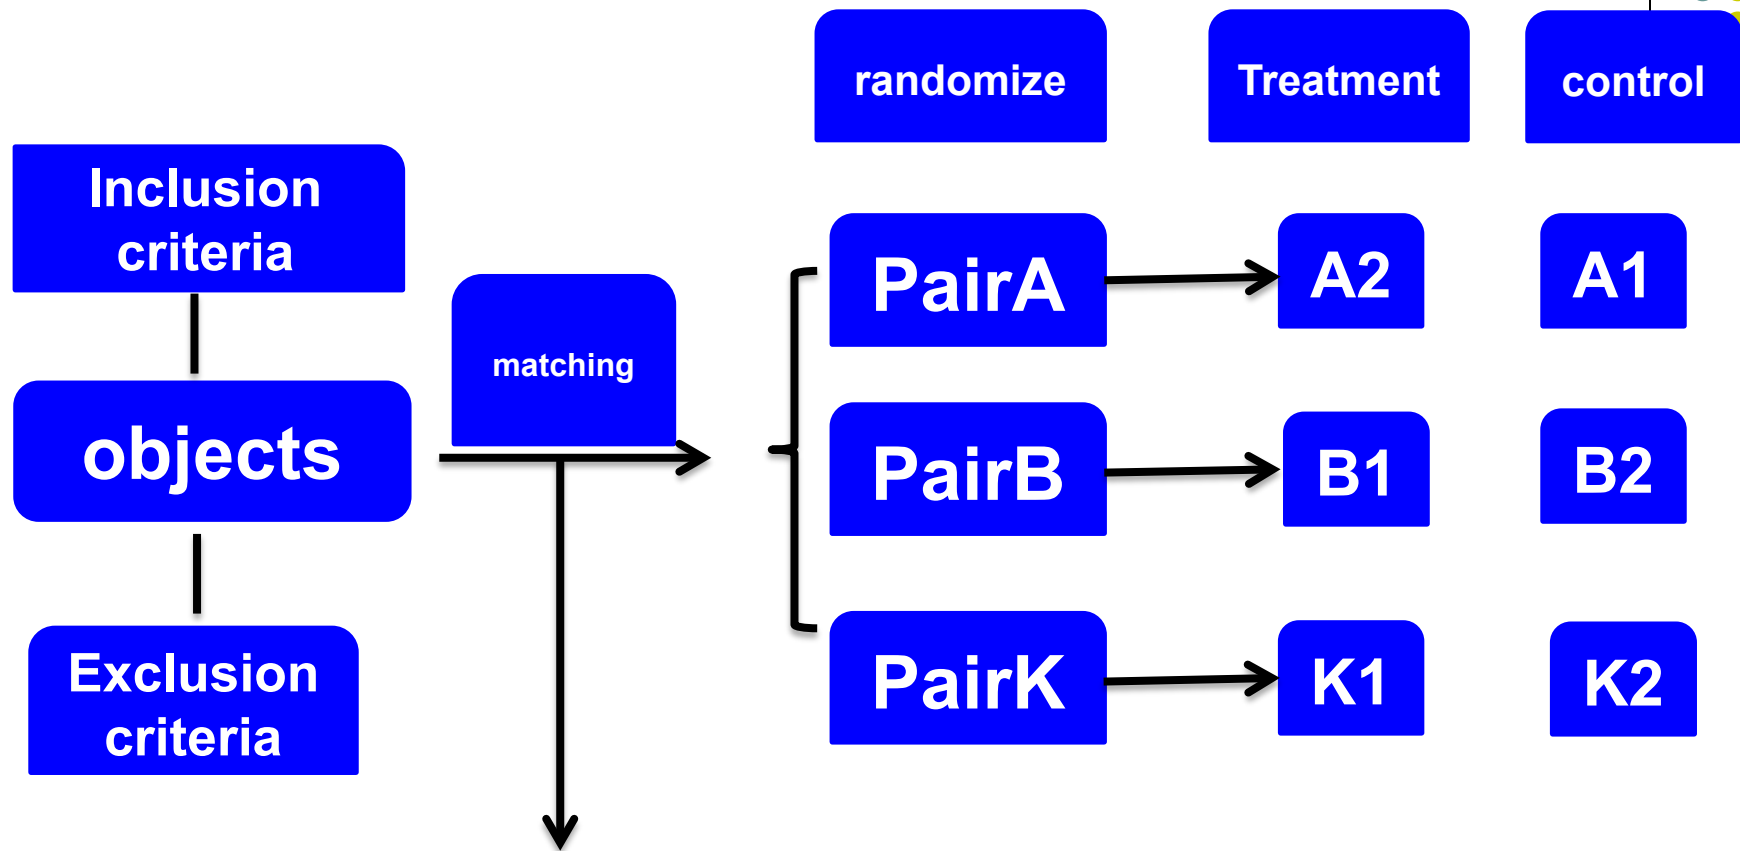 randomize
Treatment
control
Inclusion
criteria
matching
objects
Exclusion
criteria
PairA
A2
A1
PairB
B1
B2
PairK
K1
K2